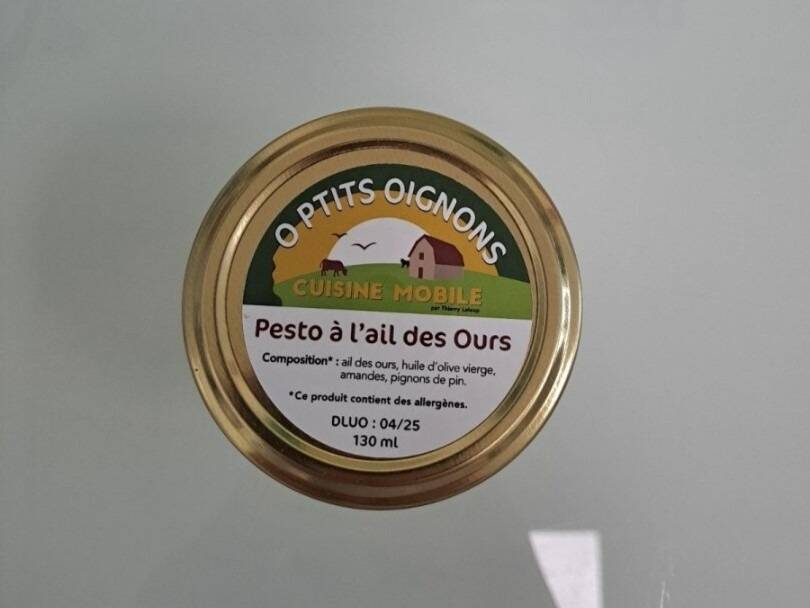 O PTITS OIGNONS
CUISINE MOBILE
par Thierry Leloup
Pesto à l'ail des Ours
Composition* : ail des ours, huile d'olive vierge,
amandes, pignons de pin.
*Ce produit contient des allergènes.
DLUO : 04/25
130 ml